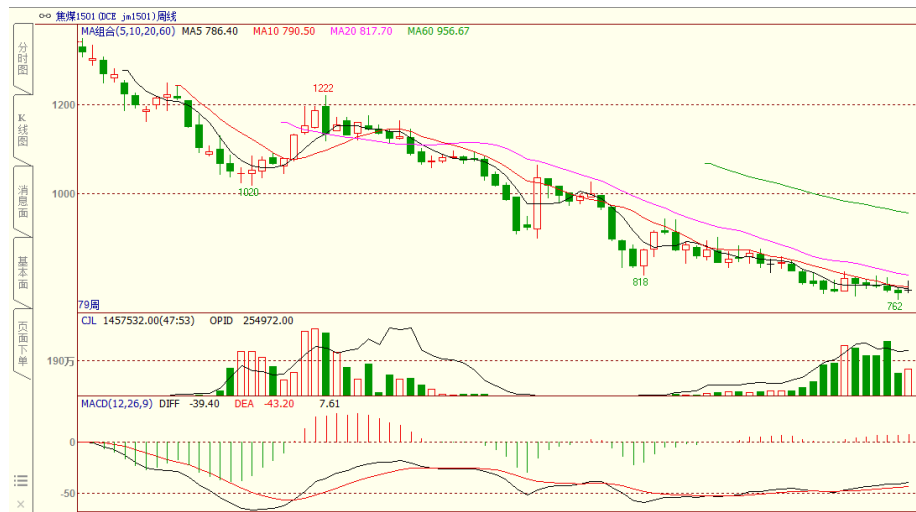 焦煤1501(DCE jm1501)周线
MA组合(5,10,20,60) MA5 786.40 MA10 790.50 MA20 817.70 MA60 956.67
分时图
K线图
消息面
基本面
页面下单
1222
1200
1020
1000
818
762
79周
CJL 1457532.00(47:53) OPID 254972.00
190万
MACD(12,26,9) DIFF -39.40 DEA -43.20 7.61
0
-50